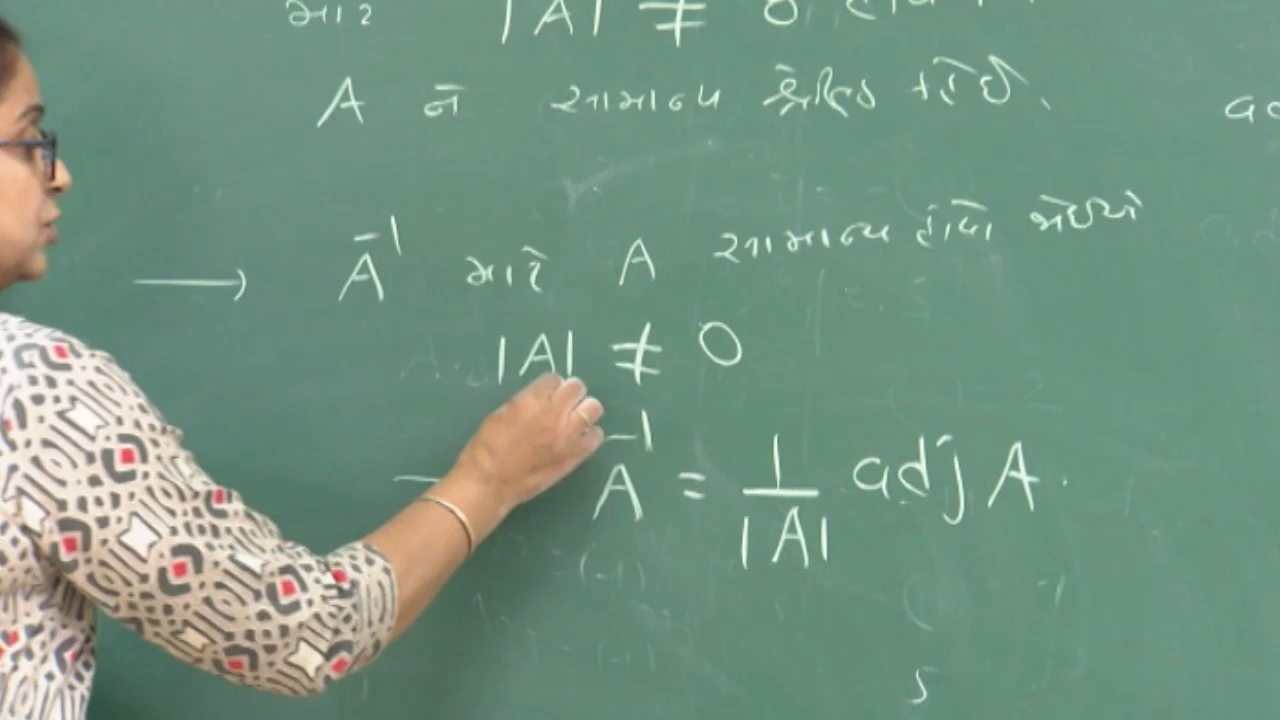 માટે |A| ≠ 0 હોય
A ને સામાન્ય શ્રેણિક કહેવાય.
→ A⁻¹ માટે A સામાન્ય હોવો જોઈએ
|A| ≠ 0
A⁻¹ = 1/|A| adj A.